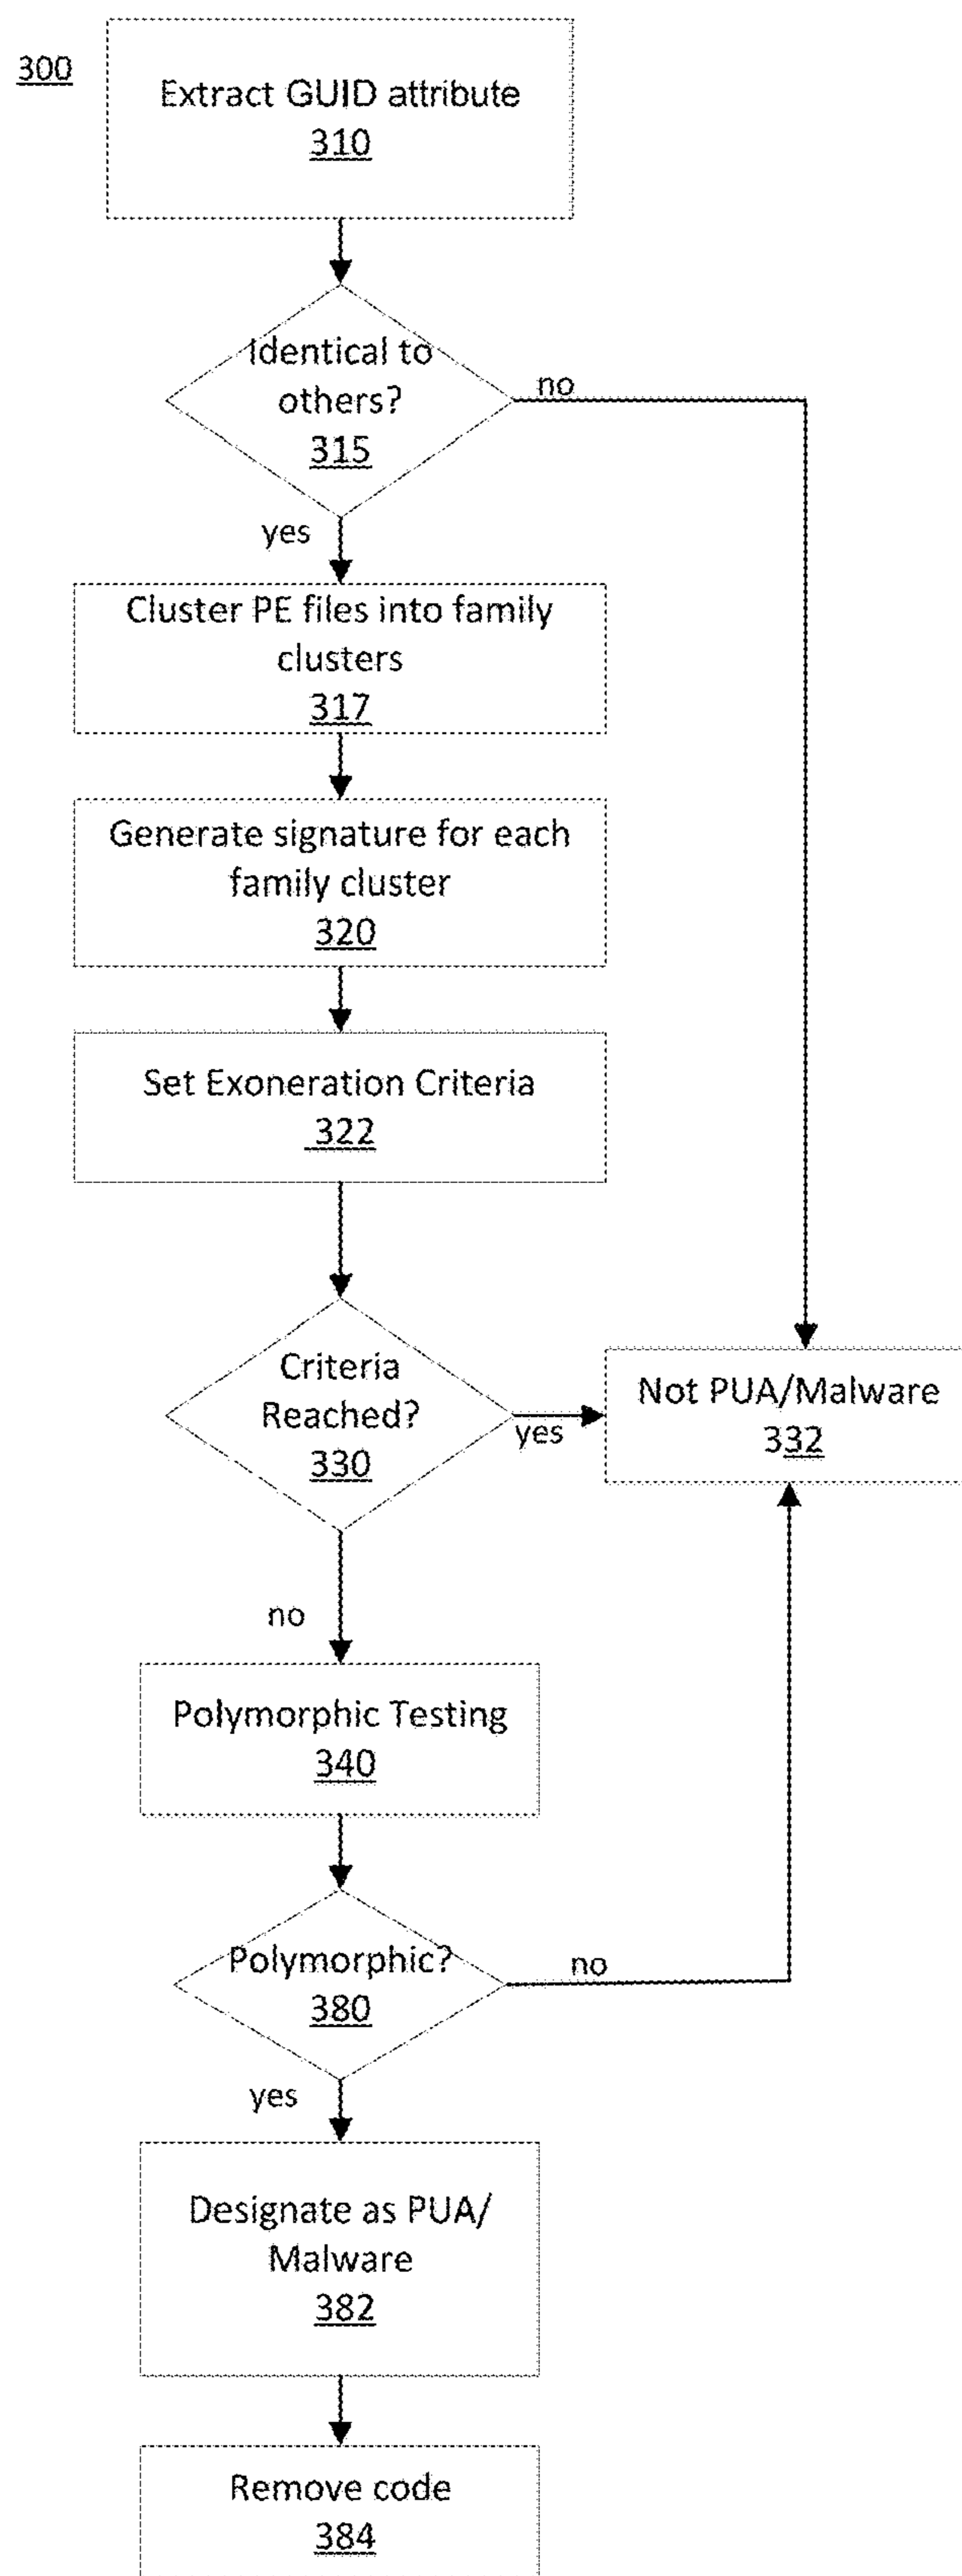 300
Extract GUID attribute
310
Identical to
others?
315
no
yes
Cluster PE files into family
clusters
317
Generate signature for each
family cluster
320
Set Exoneration Criteria
322
Criteria
Reached?
330
yes
Not PUA/Malware
332
no
Polymorphic Testing
340
Polymorphic?
380
no
yes
Designate as PUA/
Malware
382
Remove code
384